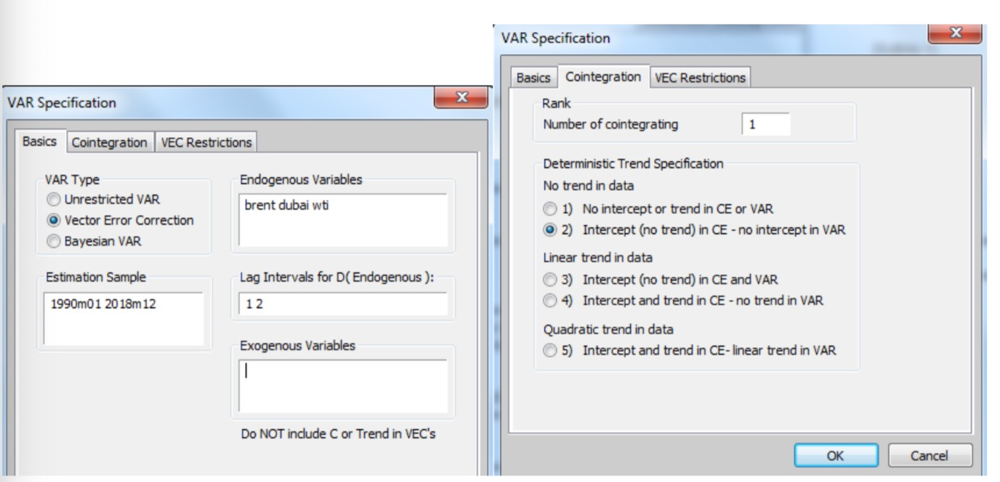 VAR Specification
Basics Cointegration VEC Restrictions
VAR Type
Unrestricted VAR
Vector Error Correction
Bayesian VAR
Endogenous Variables
brent dubai wti
Estimation Sample
1990m01 2018m12
Lag Intervals for D( Endogenous ):
1 2
Exogenous Variables
Do NOT include C or Trend in VEC's
VAR Specification
Basics Cointegration VEC Restrictions
Rank
Number of cointegrating 1
Deterministic Trend Specification
No trend in data
1) No intercept or trend in CE or VAR
2) Intercept (no trend) in CE - no intercept in VAR
Linear trend in data
3) Intercept (no trend) in CE and VAR
4) Intercept and trend in CE - no trend in VAR
Quadratic trend in data
5) Intercept and trend in CE- linear trend in VAR
OK Cancel